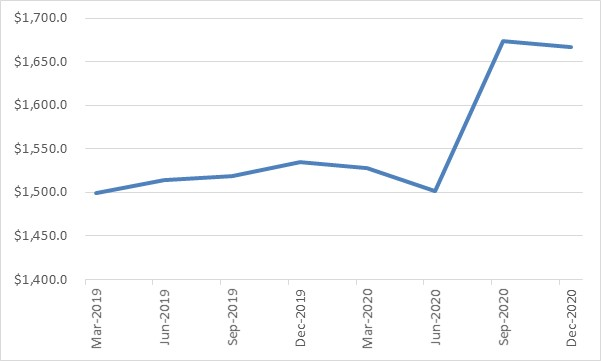 $1,700.0
$1,650.0
$1,600.0
$1,550.0
$1,500.0
$1,450.0
$1,400.0
Mar-2019
Jun-2019
Sep-2019
Dec-2019
Mar-2020
Jun-2020
Sep-2020
Dec-2020